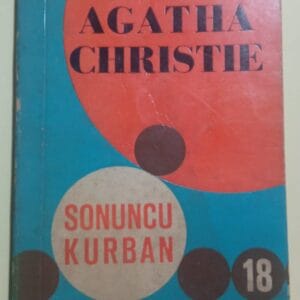 AGATHA
CHRISTIE
SONUNCU
KURBAN
18